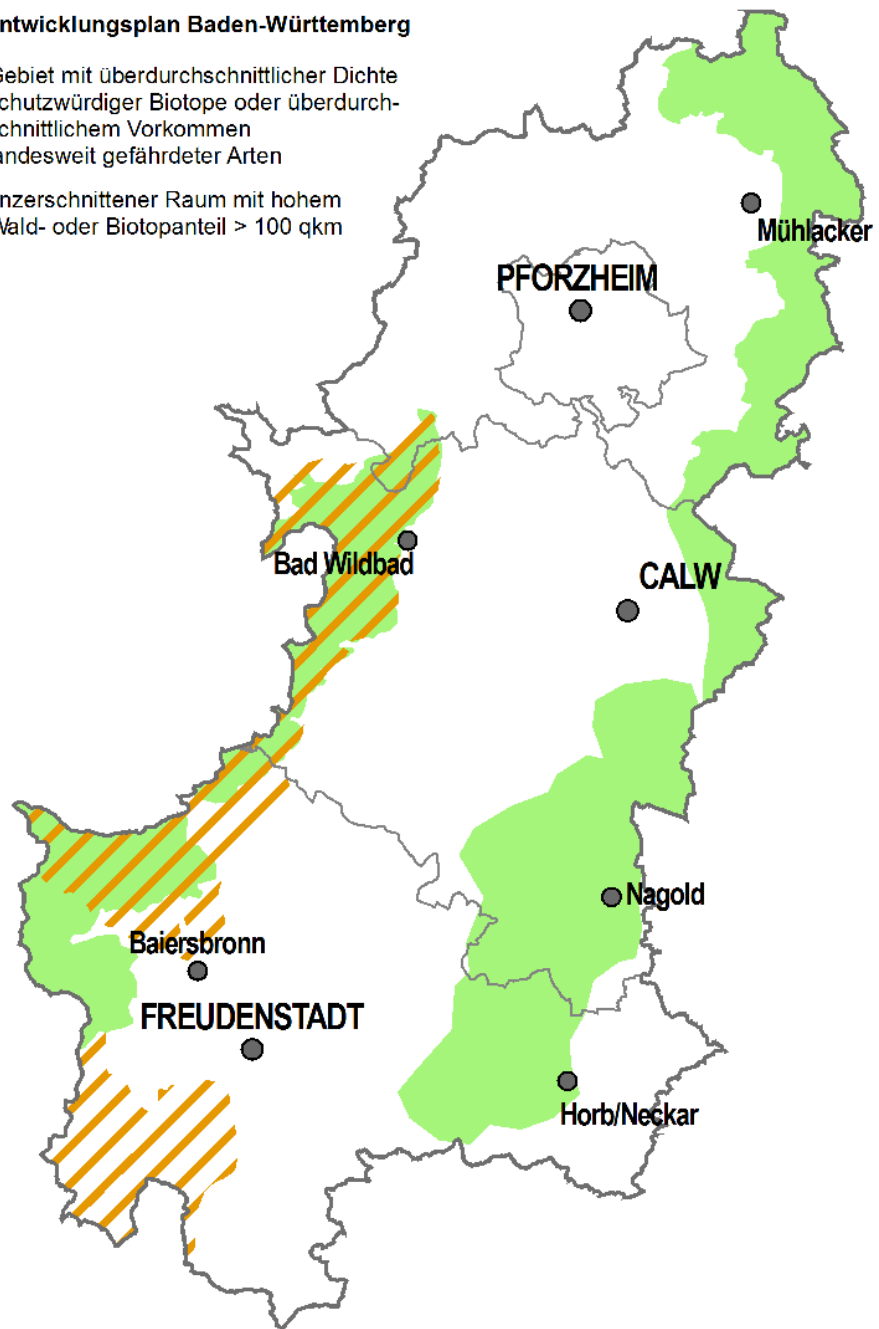 ntwicklungsplan Baden-Württemberg
Gebiet mit überdurchschnittlicher Dichte
chutzwürdiger Biotope oder überdurch-
chnittlichem Vorkommen
andesweit gefährdeter Arten
nzerschnittener Raum mit hohem
Wald- oder Biotopanteil > 100 qkm
Mühlacker
PFORZHEIM
Bad Wildbad
CALW
Nagold
Baiersbronn
FREUDENSTADT
Horb/Neckar